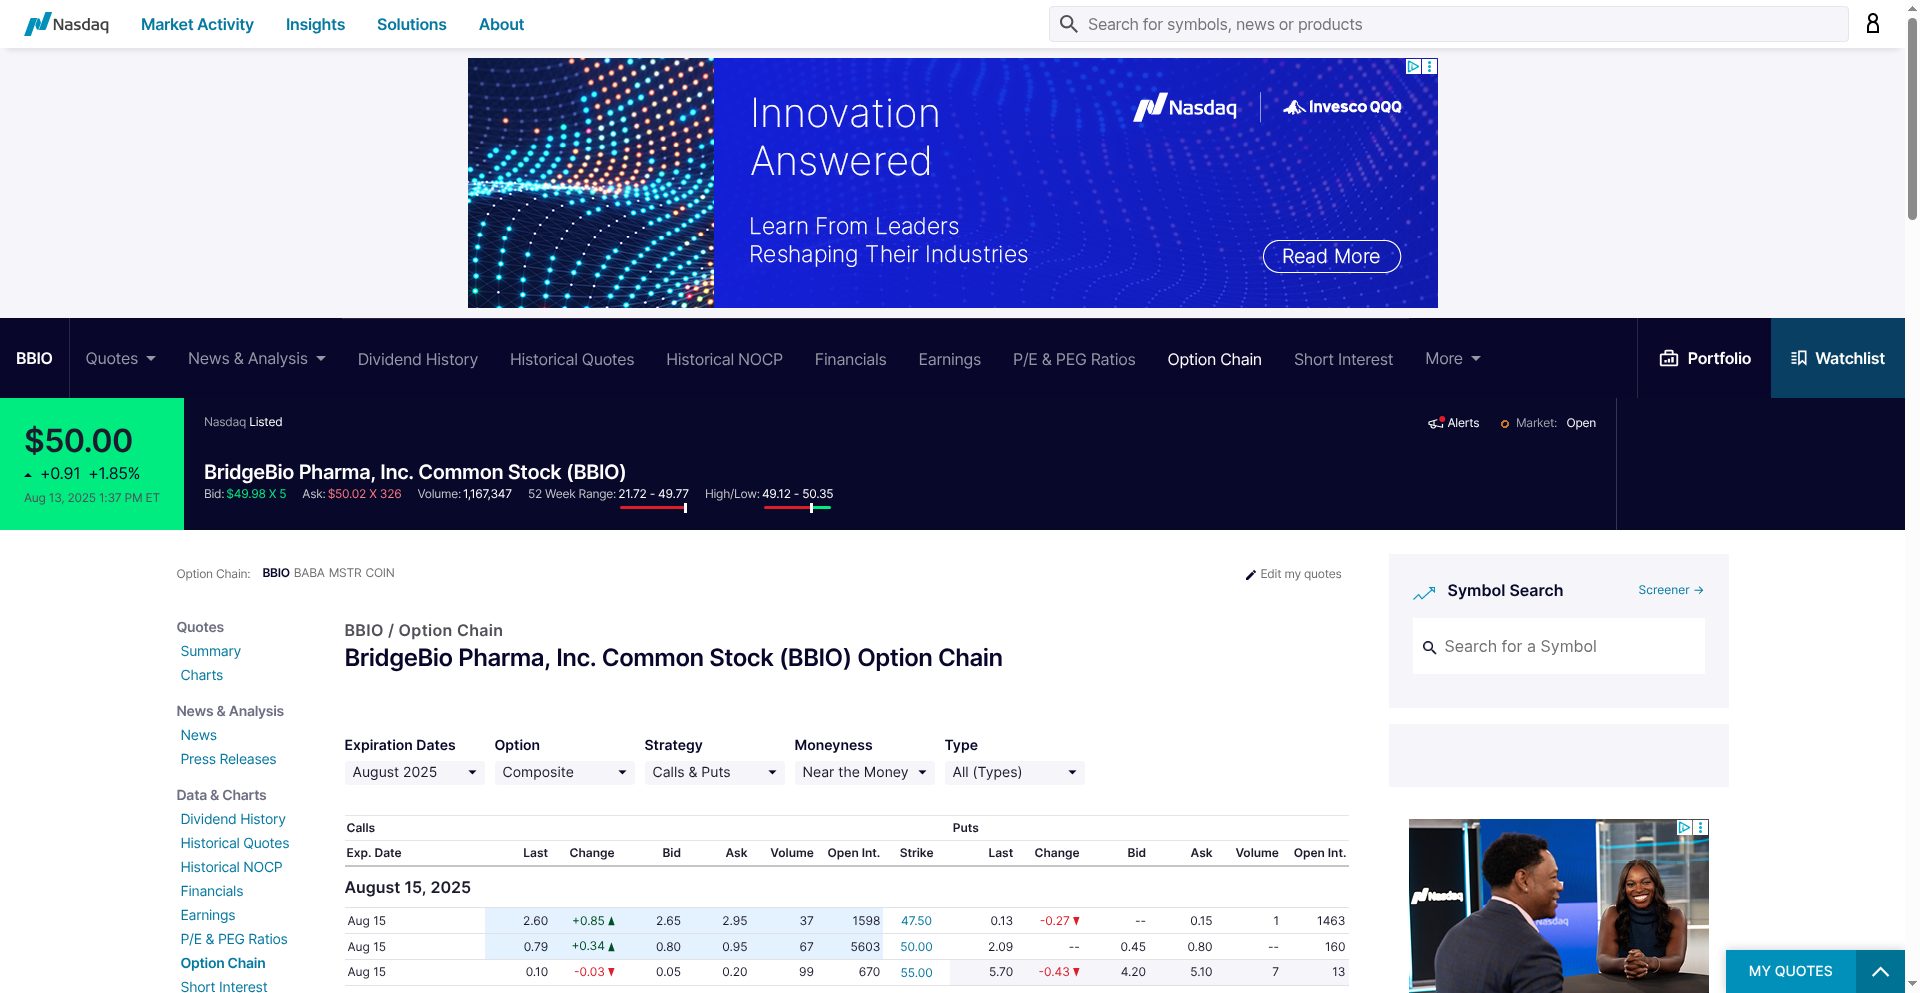 Nasdaq Market Activity Insights Solutions About Search for symbols, news or products
Innovation
Answered
Nasdaq Invesco QQQ
Learn From Leaders
Reshaping Their Industries
Read More
BBIO Quotes News & Analysis Dividend History Historical Quotes Historical NOCP Financials Earnings P/E & PEG Ratios Option Chain Short Interest More Portfolio Watchlist
$50.00
+0.91 +1.85%
Aug 13, 2025 1:37 PM ET
Nasdaq Listed
Alerts Market: Open
BridgeBio Pharma, Inc. Common Stock (BBIO)
Bid: $49.98 X 5 Ask: $50.02 X 326 Volume: 1,167,347 52 Week Range: 21.72 - 49.77 High/Low: 49.12 - 50.35
Option Chain: BBIO BABA MSTR COIN
Edit my quotes
Quotes
Summary
Charts
News & Analysis
News
Press Releases
Data & Charts
Dividend History
Historical Quotes
Historical NOCP
Financials
Earnings
P/E & PEG Ratios
Option Chain
Short Interest
BBIO / Option Chain
BridgeBio Pharma, Inc. Common Stock (BBIO) Option Chain
Expiration Dates Option Strategy Moneyness Type
August 2025 Composite Calls & Puts Near the Money All (Types)
Calls Puts
Exp. Date Last Change Bid Ask Volume Open Int. Strike Last Change Bid Ask Volume Open Int.
August 15, 2025
Aug 15 2.60 +0.85 2.65 2.95 37 1598 47.50 0.13 -0.27 -- 0.15 1 1463
Aug 15 0.79 +0.34 0.80 0.95 67 5603 50.00 2.09 -- 0.45 0.80 -- 160
Aug 15 0.10 -0.03 0.05 0.20 99 670 55.00 5.70 -0.43 4.20 5.10 7 13
Symbol Search Screener →
Search for a Symbol
Nasdaq
Nasdaq
MY QUOTES